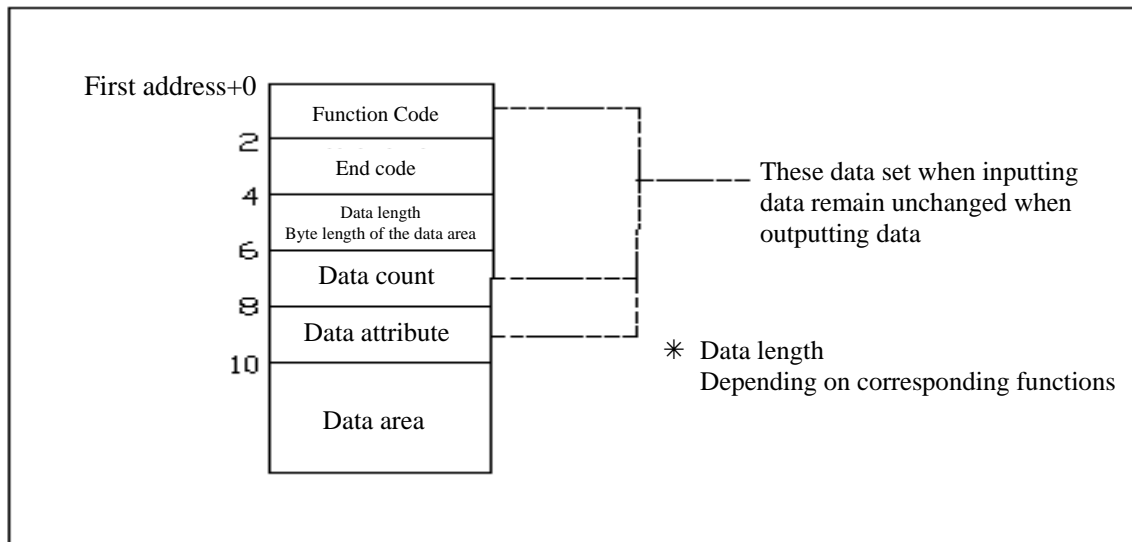 First address+0
Function Code
2
End code
4
Data length
Byte length of the data area
6
Data count
8
Data attribute
10
Data area
These data set when inputting
data remain unchanged when
outputting data
✳ Data length
Depending on corresponding functions